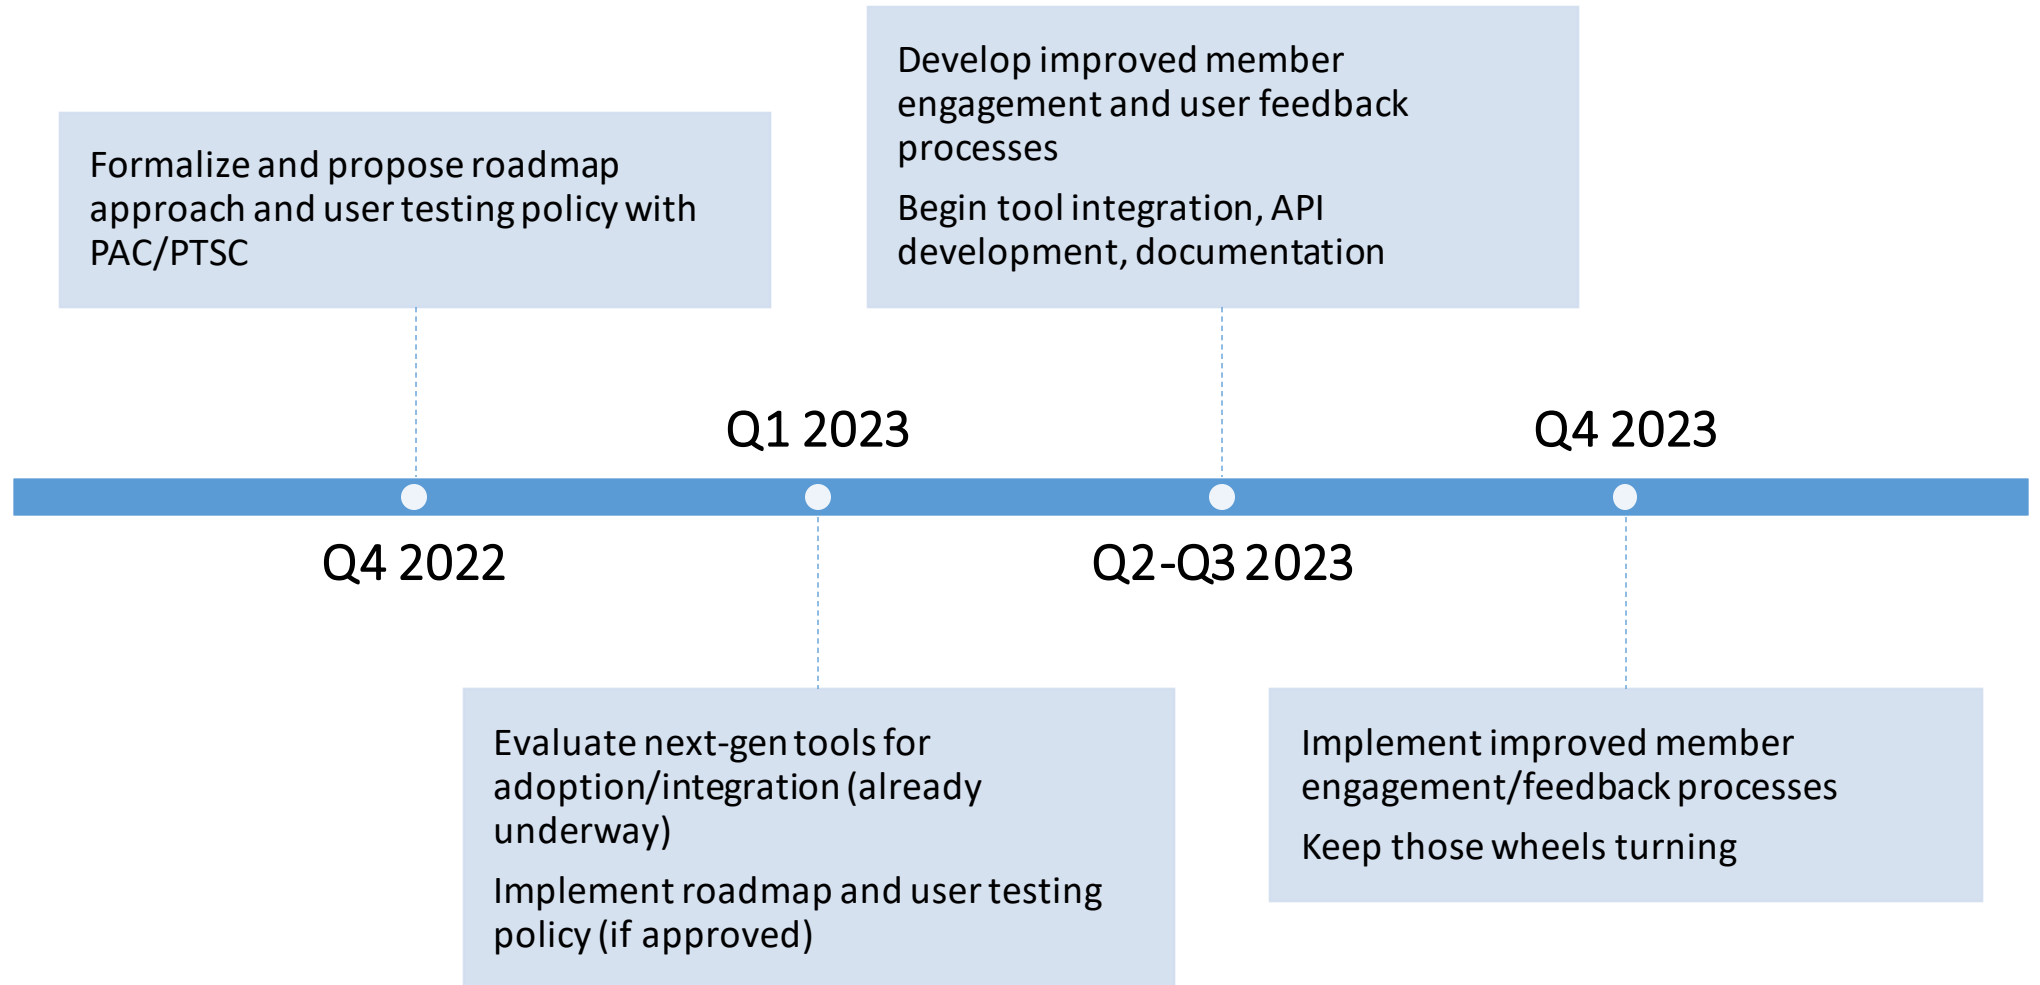 Formalize and propose roadmap
approach and user testing policy with
PAC/PTSC
Q4 2022
Q1 2023
Evaluate next-gen tools for
adoption/integration (already
underway)
Implement roadmap and user testing
policy (if approved)
Develop improved member
engagement and user feedback
processes
Begin tool integration, API
development, documentation
Q2-Q3 2023
Q4 2023
Implement improved member
engagement/feedback processes
Keep those wheels turning